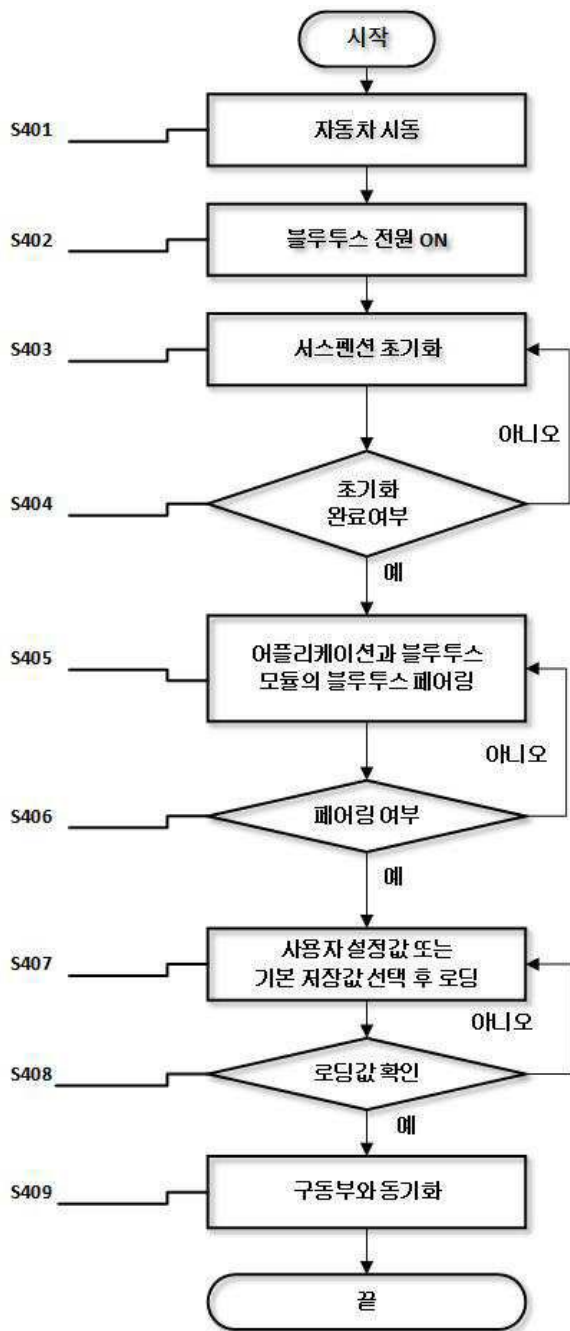 시작
S401
자동차 시동
S402
블루투스 전원 ON
S403
서스펜션 초기화
아니오
S404
초기화
완료여부
예
S405
어플리케이션과 블루투스
모듈의 블루투스 페어링
아니오
S406
페어링 여부
예
S407
사용자 설정값 또는
기본 저장값 선택 후 로딩
아니오
S408
로딩값 확인
예
S409
구동부와 동기화
끝